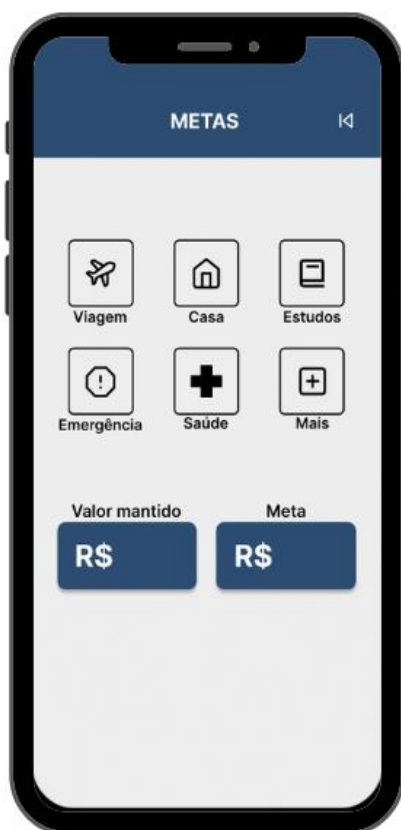 METAS
Viagem Casa Estudos
Emergência Saúde Mais
Valor mantido Meta
R$ R$